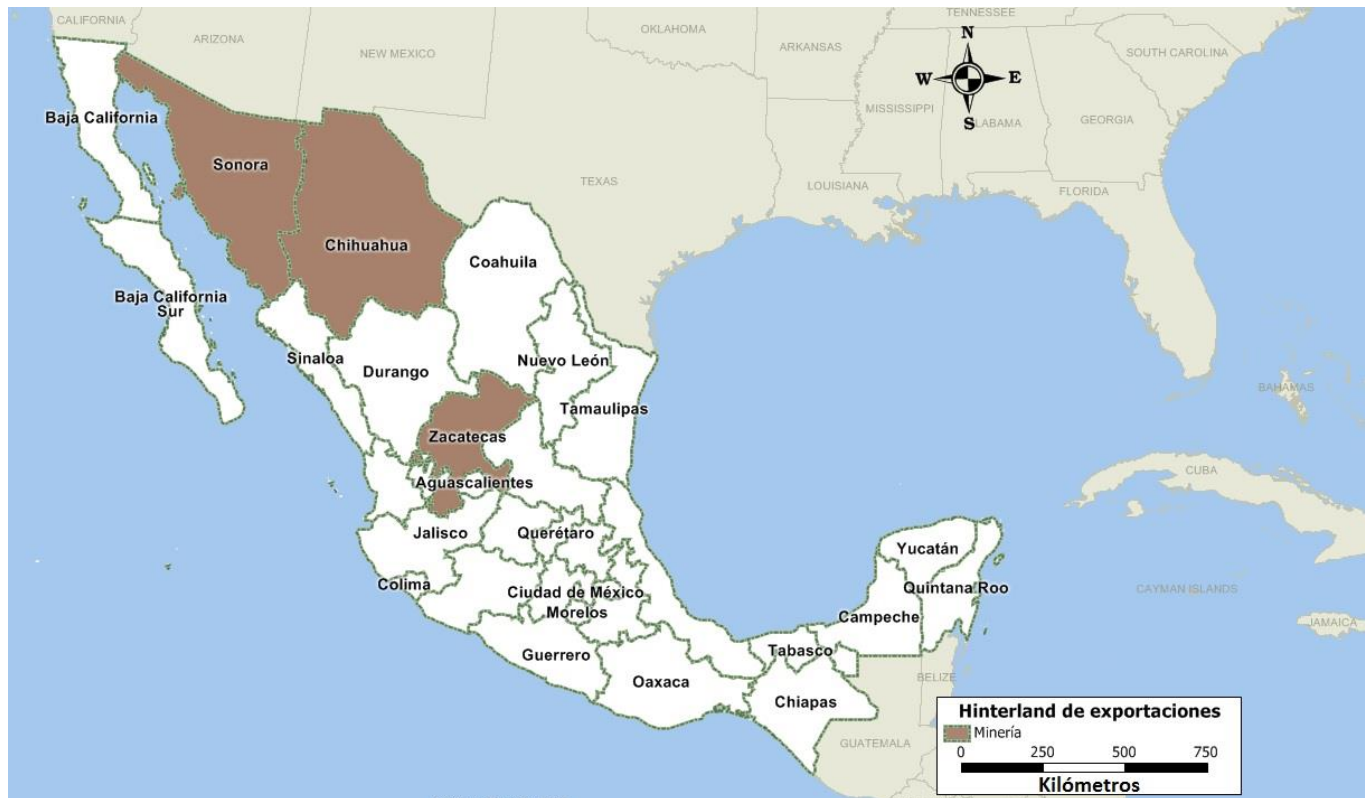 CALIFORNIA
TENNESSEE
OKLAHOMA
N
ARIZONA
ARKANSAS
SOUTH CAROLINA
NEW MEXICO
W
E
MISSISSIPPI
Baja California
S
ALABAMA
GEORGIA
Sonora
TEXAS
LOUISIANA
FLORIDA
Chihuahua
Coahuila
Baja California
Sur
Sinaloa
Nuevo León
Durango
BAHAMAS
Tamaulipas
Zacatecas
CUBA
Aguascalientes
Jalisco
Querétaro
Yucatán
Colima
Ciudad de México
Quintana Roo
CAYMAN ISLANDS
Morelos
Campeche
JAMAICA
Guerrero
Tabasco
Oaxaca
BELIZE
Chiapas
GUATEMALA
Hinterland de exportaciones
Minería
0 250 500 750
Kilómetros